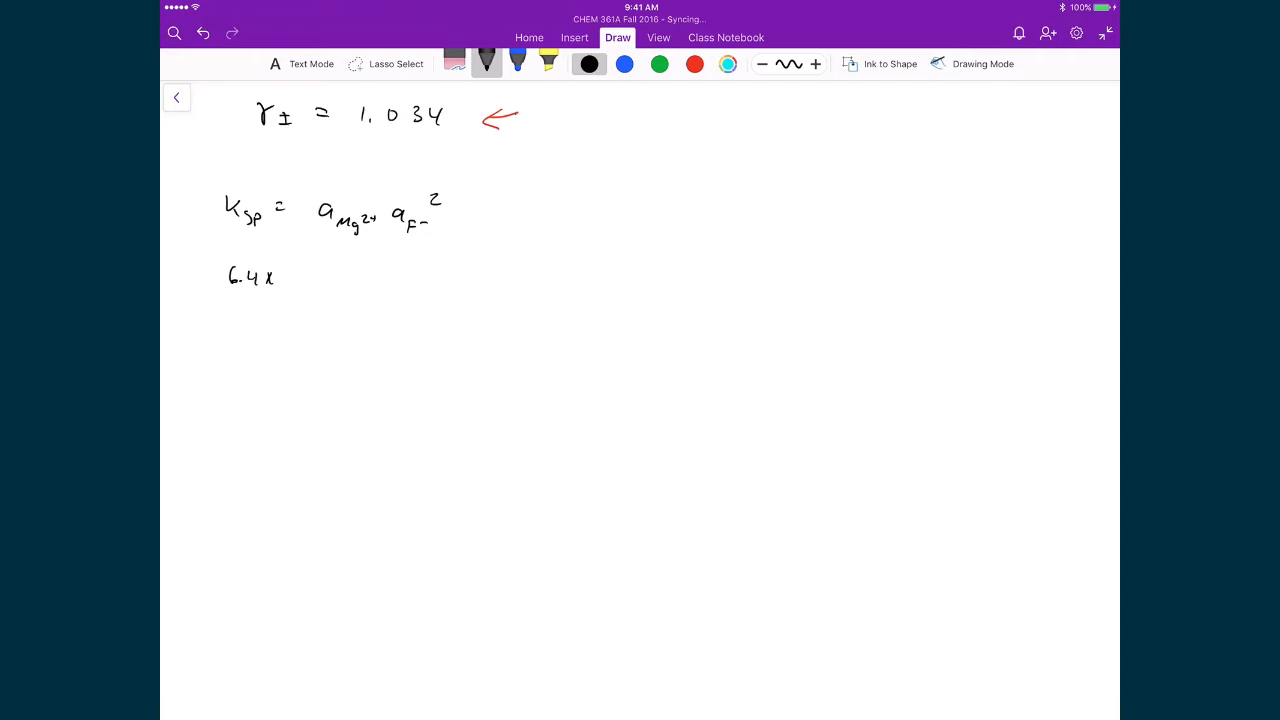 9:41 AM
100%
CHEM 361A Fall 2016 - Syncing...
Home Insert Draw View Class Notebook
A Text Mode Lasso Select Ink to Shape Drawing Mode
γ± = 1.034
Ksp = aMg²⁺ aF⁻²
6.4 x